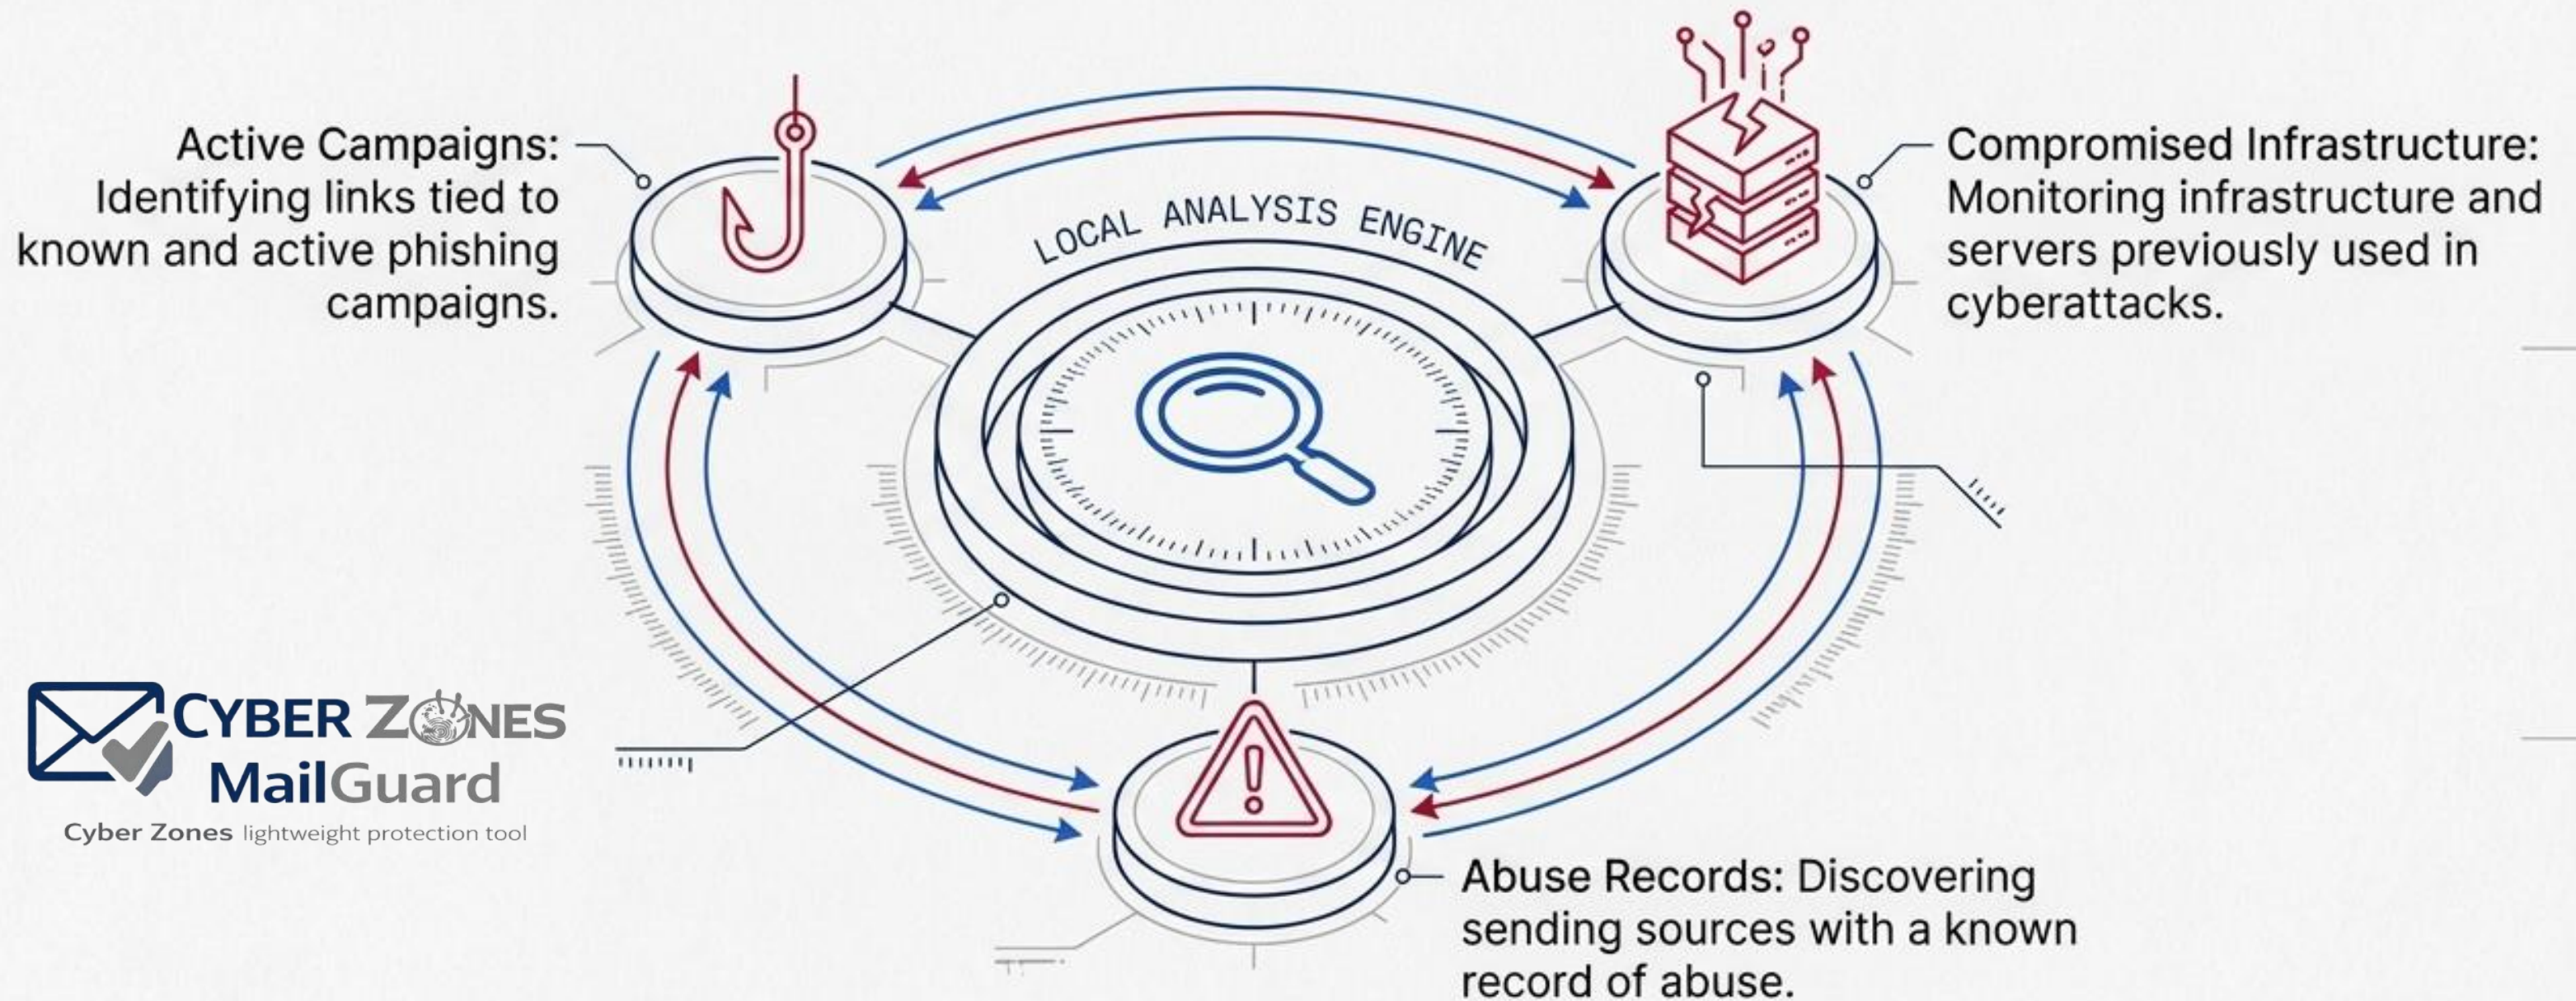 Active Campaigns:
Identifying links tied to
known and active phishing
campaigns.
LOCAL ANALYSIS ENGINE
Compromised Infrastructure:
Monitoring infrastructure and
servers previously used in
cyberattacks.
CYBER ZONES
MailGuard
Cyber Zones lightweight protection tool
Abuse Records: Discovering
sending sources with a known
record of abuse.